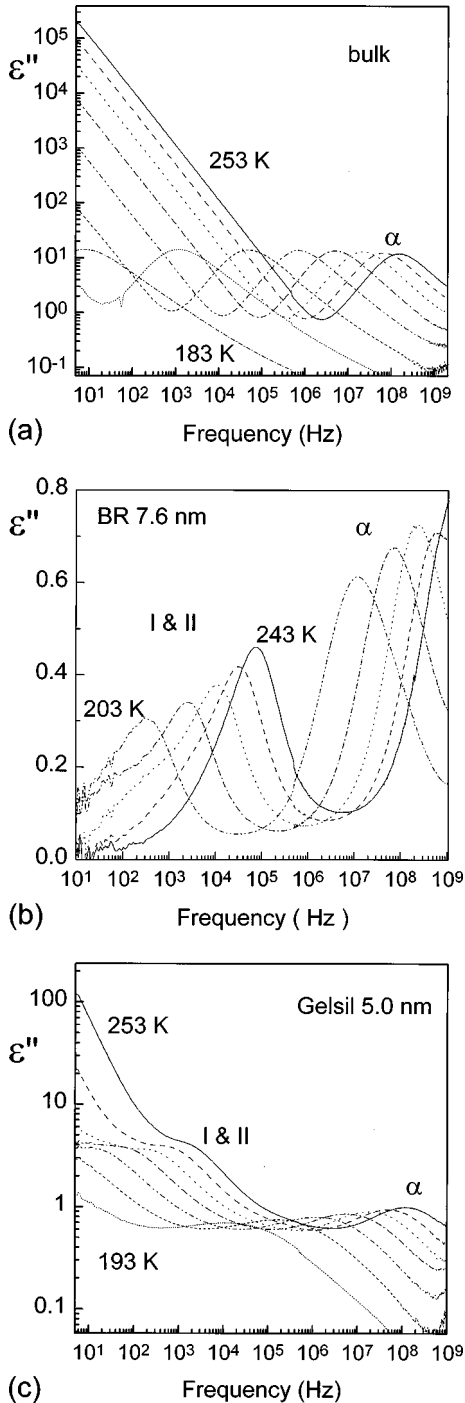 10⁵
10⁴
10³
10²
10¹
10⁰
10⁻¹
ε"
bulk
253 K
α
183 K
10¹ 10² 10³ 10⁴ 10⁵ 10⁶ 10⁷ 10⁸ 10⁹
(a) Frequency (Hz)
0.8
0.6
0.4
0.2
0.0
ε"
BR 7.6 nm
α
I & II
243 K
203 K
10¹ 10² 10³ 10⁴ 10⁵ 10⁶ 10⁷ 10⁸ 10⁹
(b) Frequency ( Hz )
100
10
1
0.1
ε"
Gelsil 5.0 nm
253 K
I & II
α
193 K
10¹ 10² 10³ 10⁴ 10⁵ 10⁶ 10⁷ 10⁸ 10⁹
(c) Frequency (Hz)